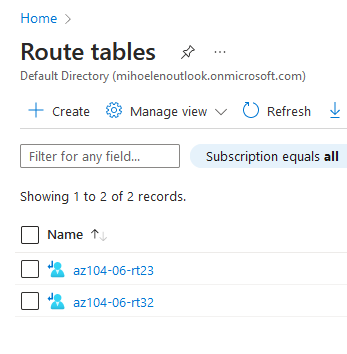 Home
Route tables
Default Directory (mihoelenoutlook.onmicrosoft.com)
Create Manage view Refresh
Filter for any field... Subscription equals all
Showing 1 to 2 of 2 records.
Name
az104-06-rt23
az104-06-rt32